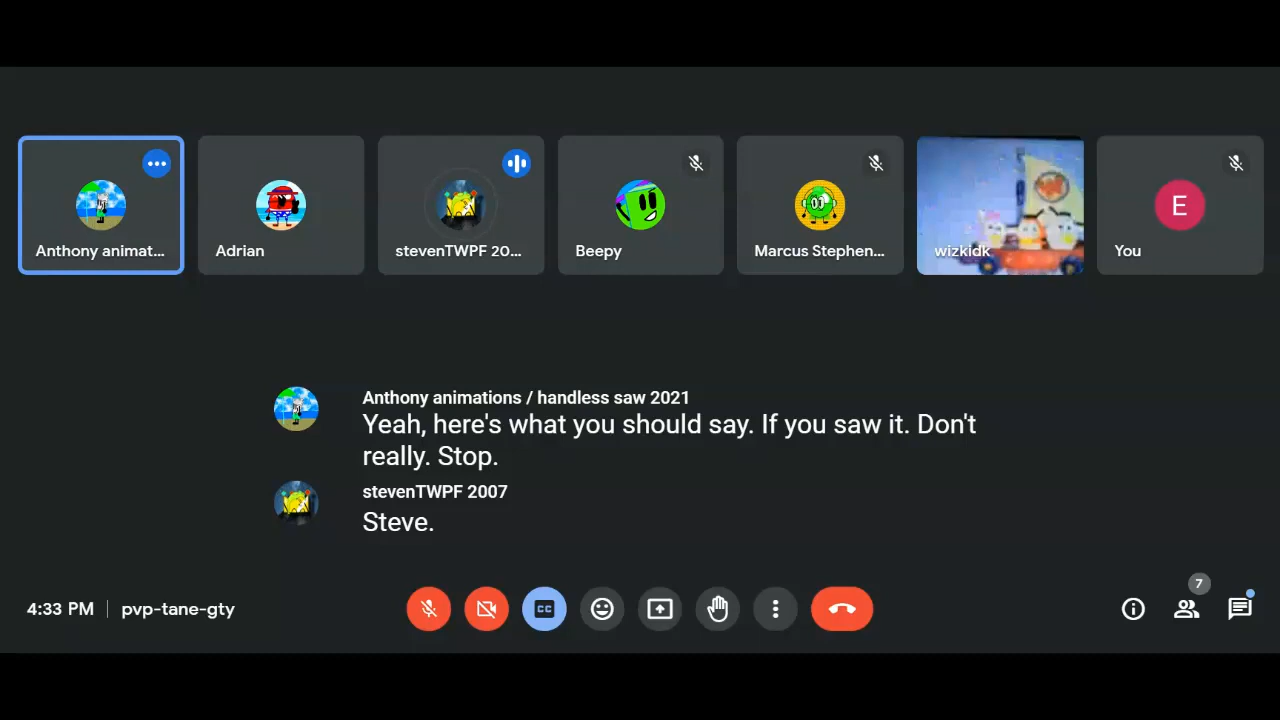 Anthony animat...
Adrian
stevenTWPF 20...
Beepy
Marcus Stephen...
wizkidk
E
You
Anthony animations / handless saw 2021
Yeah, here's what you should say. If you saw it. Don't
really. Stop.
stevenTWPF 2007
Steve.
4:33 PM | pvp-tane-gty
CC
7